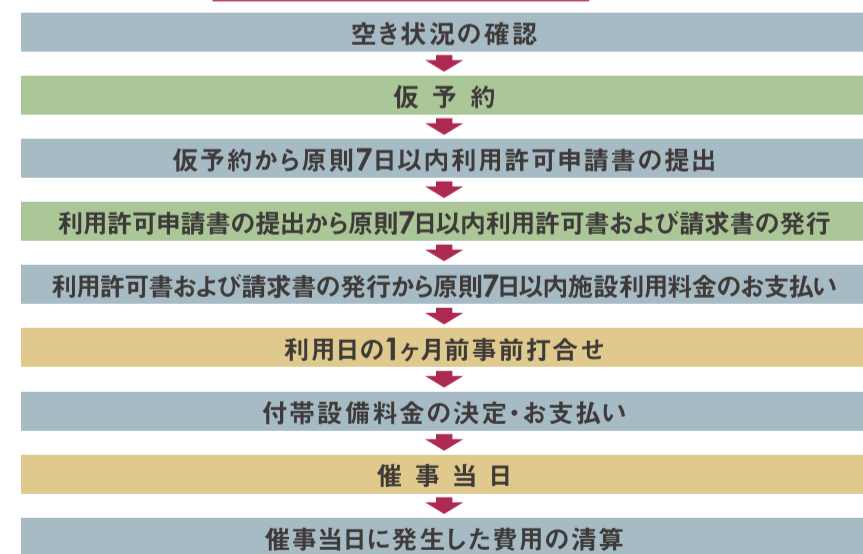 空き状況の確認
仮予約
仮予約から原則7日以内利用許可申請書の提出
利用許可申請書の提出から原則7日以内利用許可書および請求書の発行
利用許可書および請求書の発行から原則7日以内施設利用料金のお支払い
利用日の1ヶ月前事前打合せ
付帯設備料金の決定・お支払い
催事当日
催事当日に発生した費用の清算